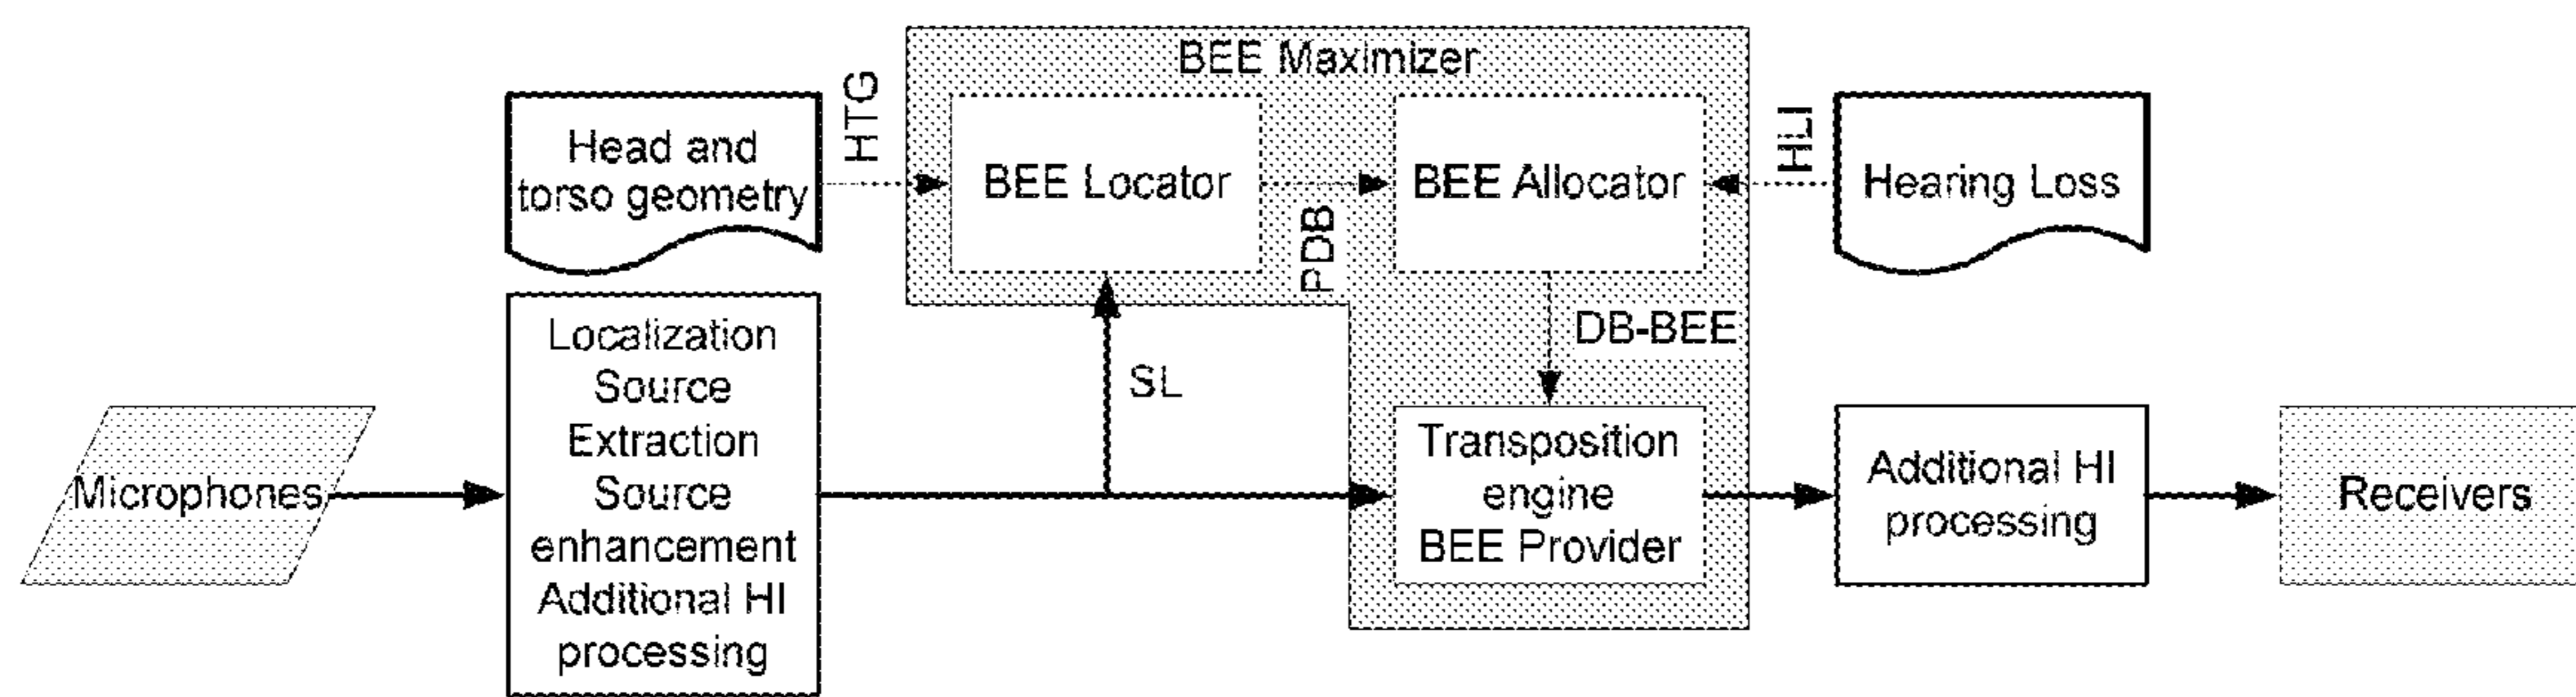 BEE Maximizer
HTG
Head and
torso geometry
BEE Locator
PDB
BEE Allocator
HLI
Hearing Loss
Localization
Source
Extraction
Source
enhancement
Additional HI
processing
SL
DB-BEE
Microphones
Transposition
engine
BEE Provider
Additional HI
processing
Receivers